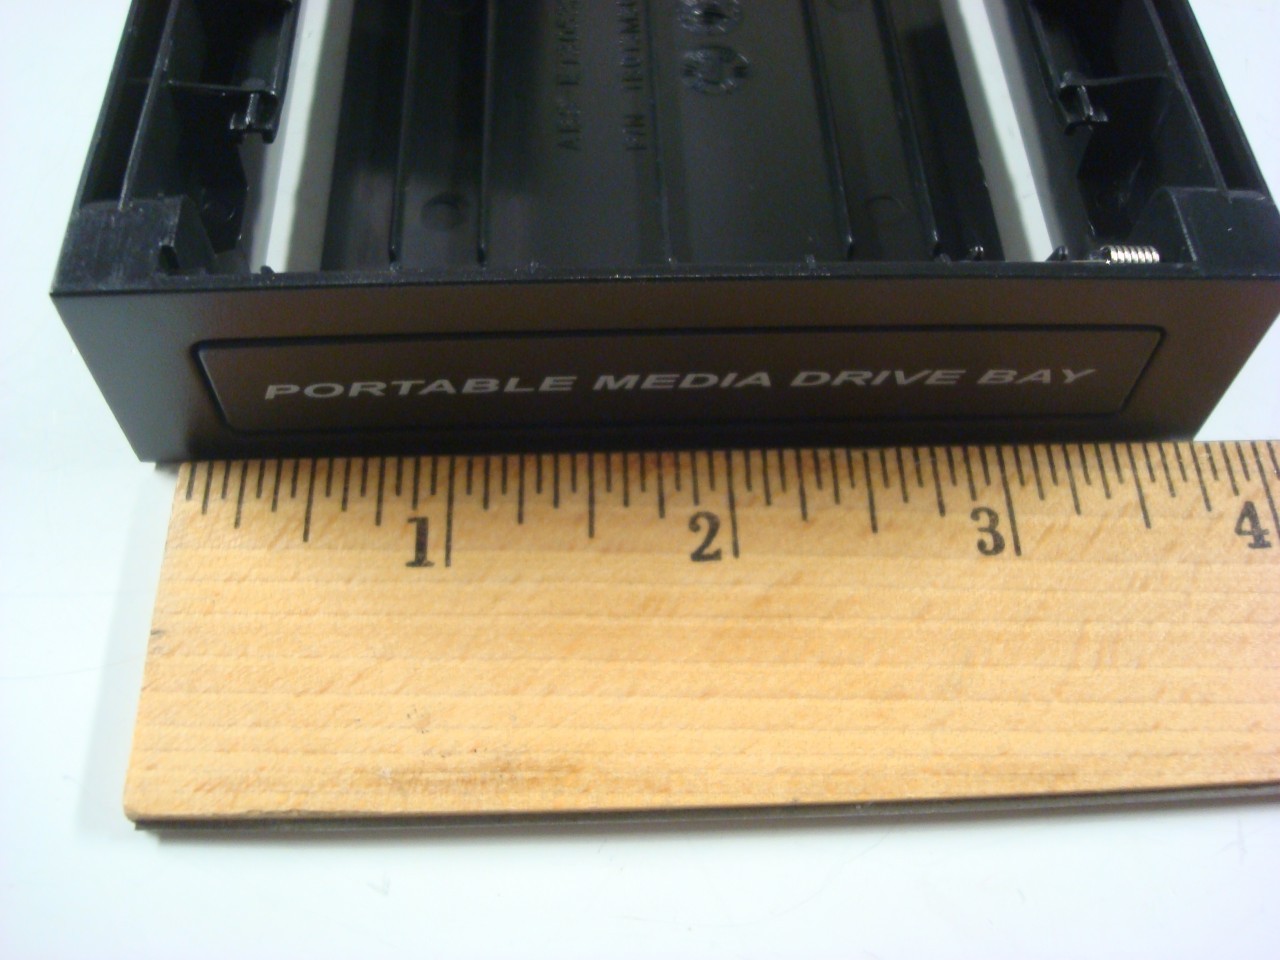 PORTABLE MEDIA DRIVE BAY
1 2 3 4